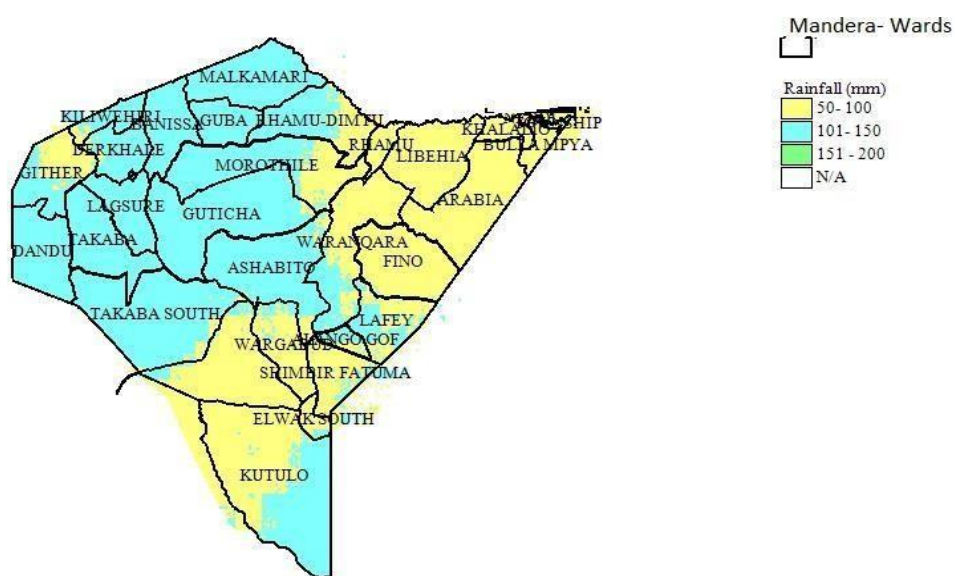 Mandera- Wards
Rainfall (mm)
50- 100
101- 150
151 - 200
N/A
MALKAMARI
KILIWEHIRI
BANISSA
GUBA
RHAMU-DIMTU
KHALALIO
DERKHALE
RHAMU
LIBEHIA
BULLA MPYA
GITHER
MOROTHILE
ARABIA
LAGSURE
GUTICHA
TAKABA
DANDU
WARANQARA
FINO
ASHABITO
TAKABA SOUTH
LAFEY
WARGADUD
ALANGO GOF
SHIMBIR FATUMA
ELWAK SOUTH
KUTULO